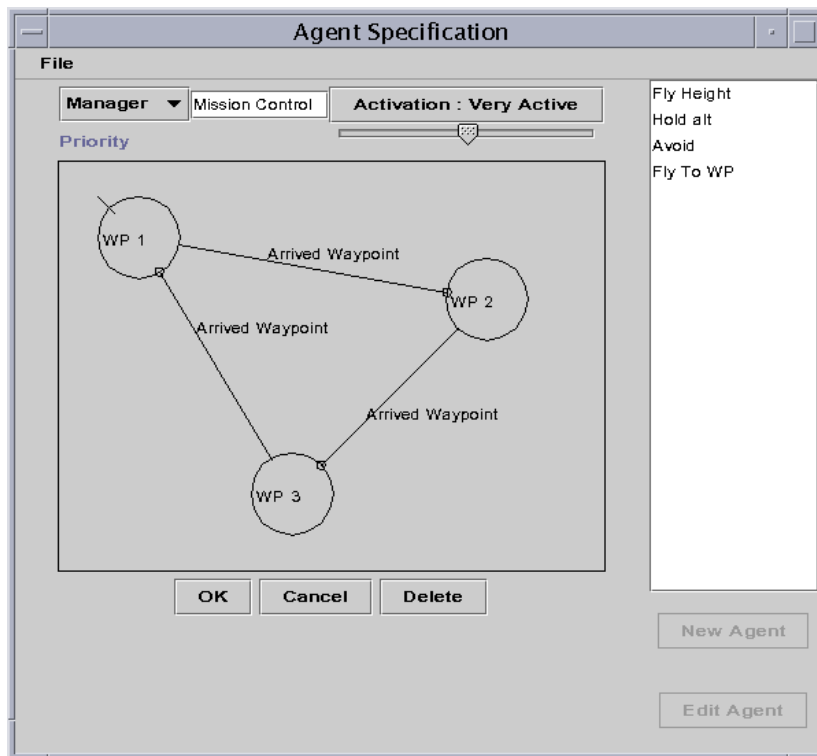 Agent Specification
File
Manager
Mission Control
Activation : Very Active
Priority
WP 1
Arrived Waypoint
WP 2
Arrived Waypoint
Arrived Waypoint
WP 3
OK
Cancel
Delete
Fly Height
Hold alt
Avoid
Fly To WP
New Agent
Edit Agent